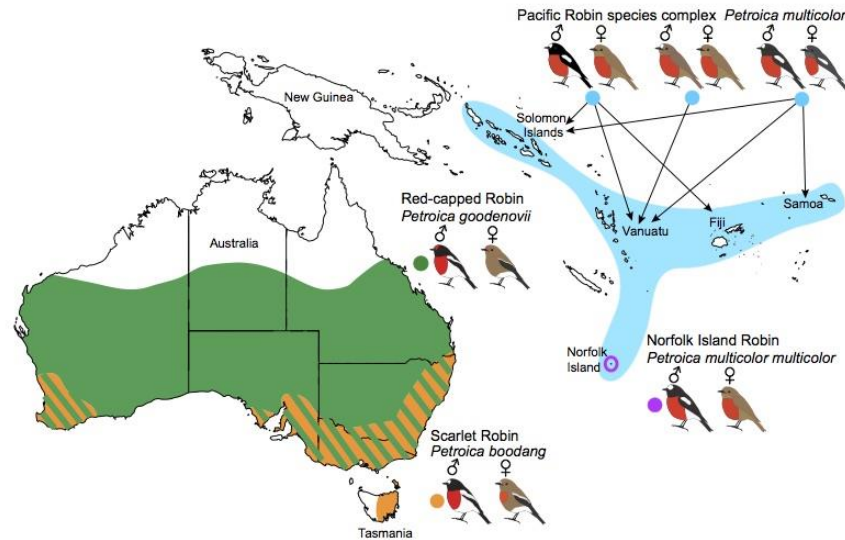 Pacific Robin species complex Petroica multicolor
♂ ♀ ♂ ♀ ♂ ♀
New Guinea
Solomon
Islands
Samoa
Fiji
Vanuatu
Red-capped Robin
Petroica goodenovii
♂ ♀
Australia
Norfolk
Island
Norfolk Island Robin
Petroica multicolor multicolor
♂ ♀
Scarlet Robin
Petroica boodang
♂ ♀
Tasmania